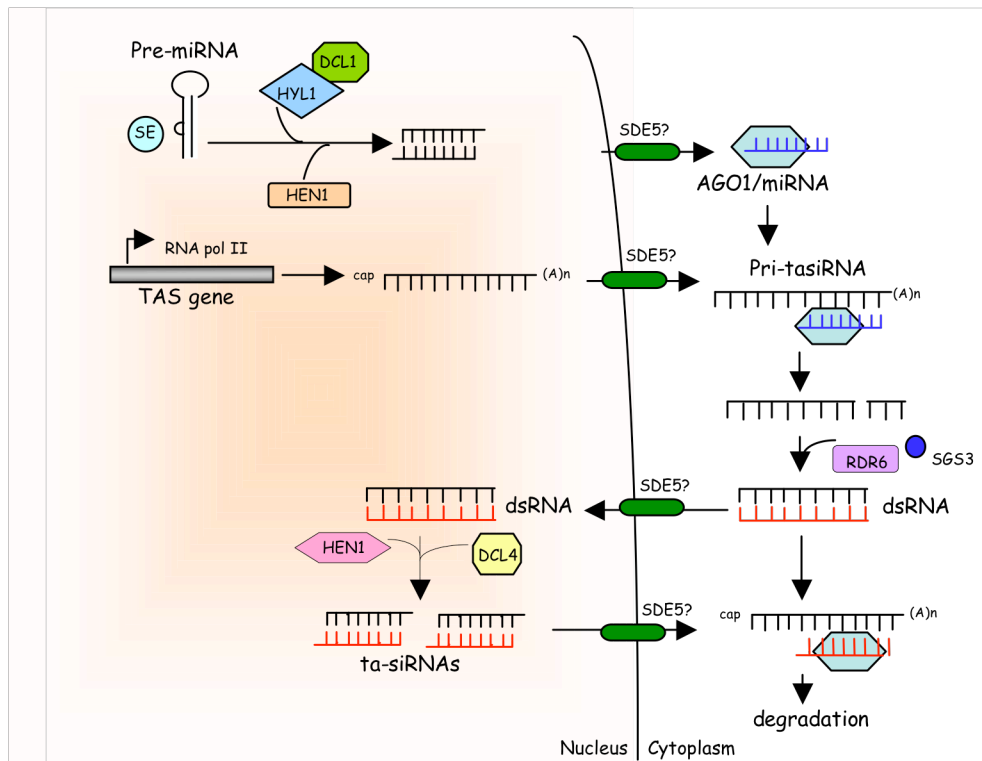 Pre-miRNA
DCL1
HYL1
SE
HEN1
SDE5?
AGO1/miRNA
RNA pol II
TAS gene
cap
(A)n
SDE5?
Pri-tasiRNA
(A)n
RDR6
SGS3
dsRNA
SDE5?
dsRNA
HEN1
DCL4
ta-siRNAs
SDE5?
cap
(A)n
degradation
Nucleus
Cytoplasm